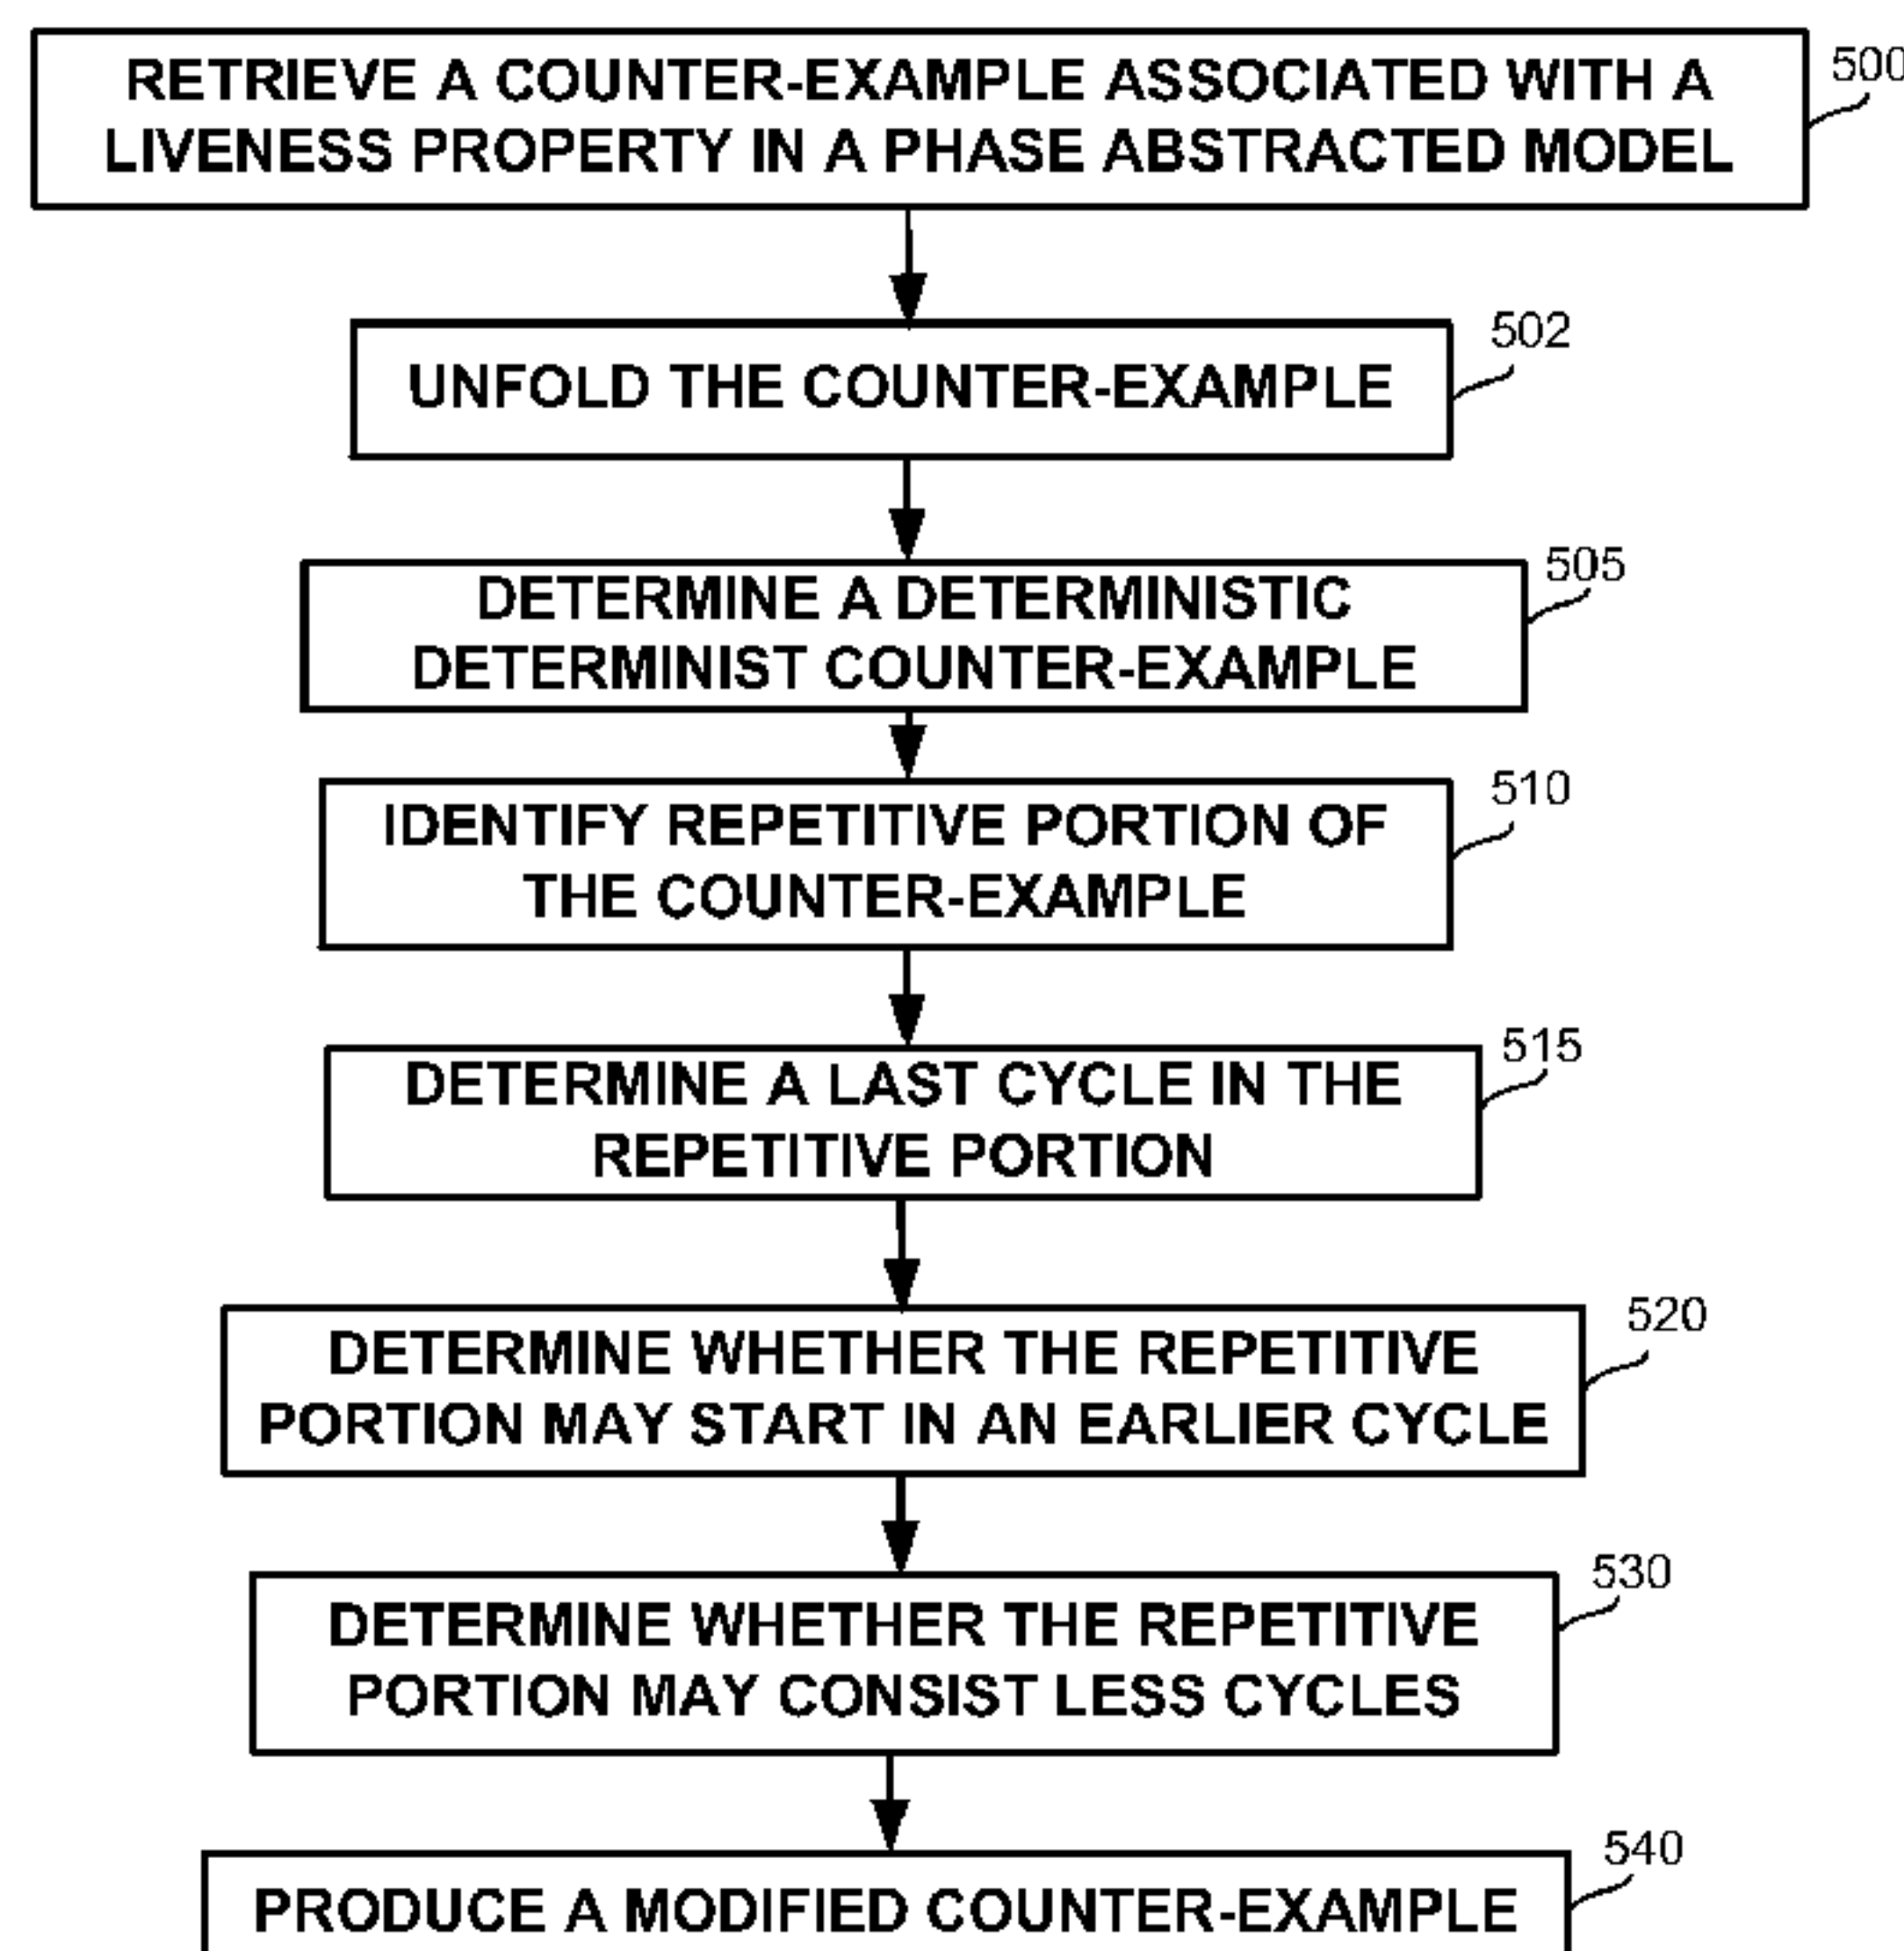 RETRIEVE A COUNTER-EXAMPLE ASSOCIATED WITH A
LIVENESS PROPERTY IN A PHASE ABSTRACTED MODEL
500
UNFOLD THE COUNTER-EXAMPLE
502
DETERMINE A DETERMINISTIC
DETERMINIST COUNTER-EXAMPLE
505
IDENTIFY REPETITIVE PORTION OF
THE COUNTER-EXAMPLE
510
DETERMINE A LAST CYCLE IN THE
REPETITIVE PORTION
515
DETERMINE WHETHER THE REPETITIVE
PORTION MAY START IN AN EARLIER CYCLE
520
DETERMINE WHETHER THE REPETITIVE
PORTION MAY CONSIST LESS CYCLES
530
PRODUCE A MODIFIED COUNTER-EXAMPLE
540